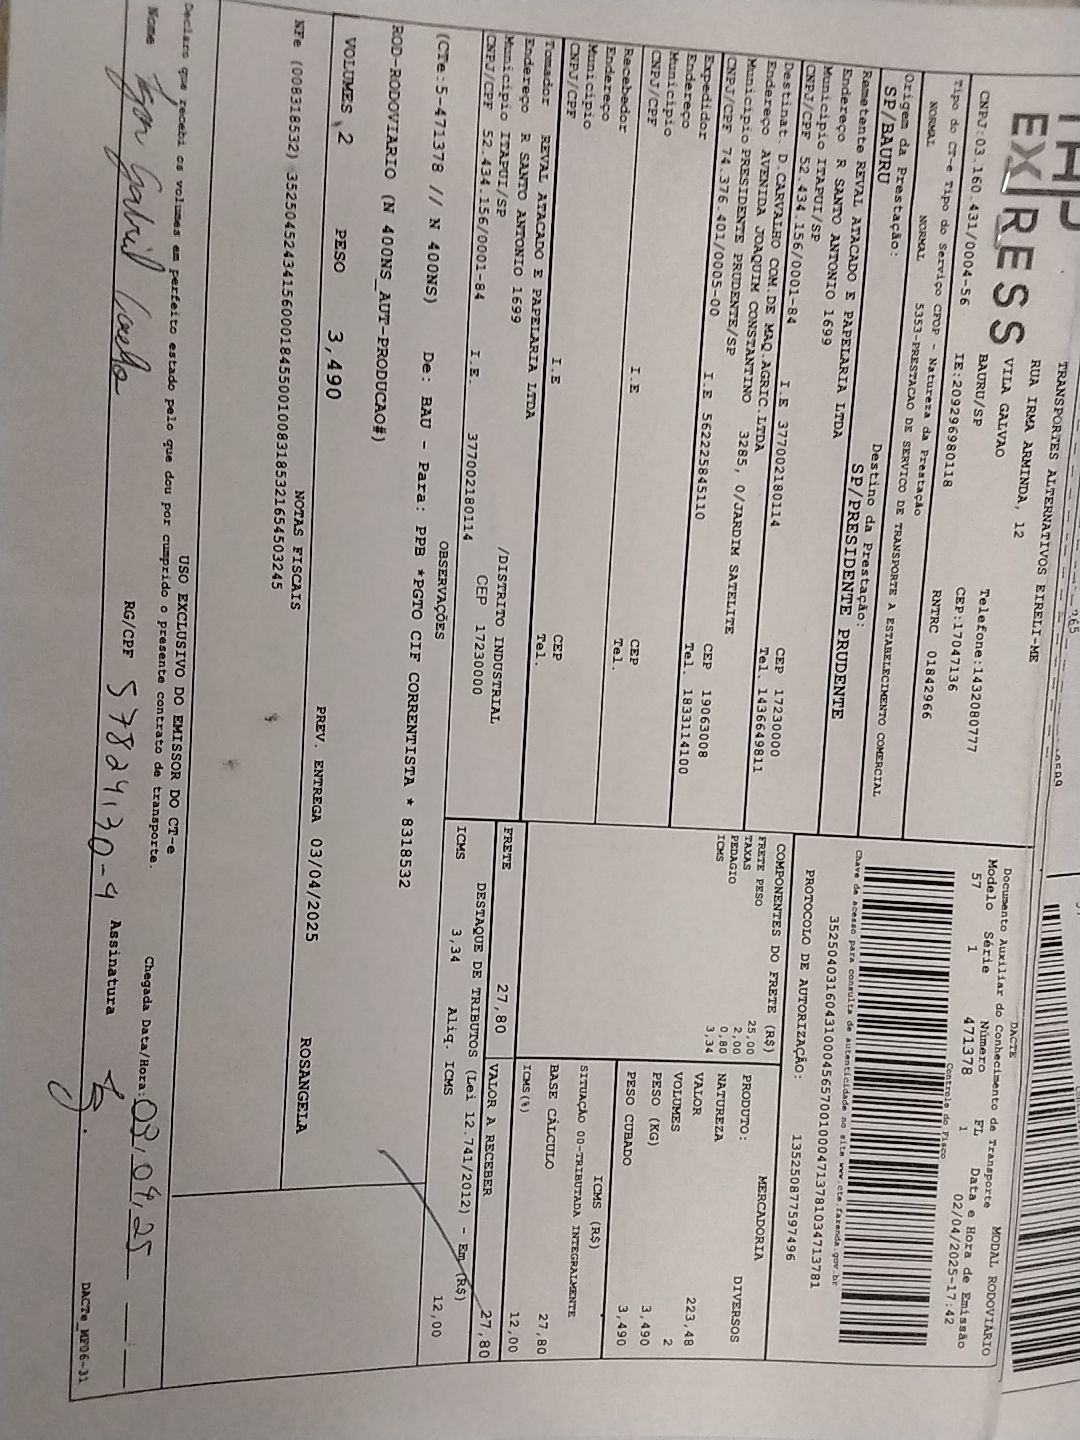 EXPRESS
TRANSPORTES ALTERNATIVOS EIRELI-ME
RUA IRMA ARMINDA, 12
VILA GALVAO
BAURU/SP
Telefone:1432080777
CNPJ:03.160.431/0004-56
IE:209296980118
CEP:17047136
Tipo do CT-e Tipo do Serviço CFOP - Natureza da Prestação
RNTRC 01842966
NORMAL NORMAL 5353-PRESTACAO DE SERVICO DE TRANSPORTE A ESTABELECIMENTO COMERCIAL
Origem da Prestação:
SP/BAURU
Destino da Prestação:
SP/PRESIDENTE PRUDENTE
DACTE
Documento Auxiliar do Conhecimento de Transporte
MODAL RODOVIARIO
Modelo Série Número FL Data e Hora de Emissão
57 1 471378 1 02/04/2025-17:42
Controle do Fisco
Chave de acesso para consulta de autenticidade no site www.cte.fazenda.gov.br
35250403160431000456570010004713781034713781
PROTOCOLO DE AUTORIZAÇÃO: 135250877597496
Remetente REVAL ATACADO E PAPELARIA LTDA
Endereço R SANTO ANTONIO 1699
Município ITAPUI/SP
CEP 17230000
CNPJ/CPF 52.434.156/0001-84 I.E 377002180114 Tel. 1436649811
Destinat. D.CARVALHO COM.DE MAQ.AGRIC.LTDA
Endereço AVENIDA JOAQUIM CONSTANTINO 3285, 0/JARDIM SATELITE
Município PRESIDENTE PRUDENTE/SP CEP 19063008
CNPJ/CPF 74.376.401/0005-00 I.E 562225845110 Tel. 1833114100
Expedidor
Endereço
Município CEP
CNPJ/CPF I.E Tel.
Recebedor
Endereço
Município CEP
CNPJ/CPF I.E Tel.
Tomador REVAL ATACADO E PAPELARIA LTDA
Endereço R SANTO ANTONIO 1699 /DISTRITO INDUSTRIAL
Município ITAPUI/SP CEP 17230000
CNPJ/CPF 52.434.156/0001-84 I.E. 377002180114
COMPONENTES DO FRETE (R$)
FRETE PESO 25,00
TAXAS 2,00
PEDAGIO 0,80
ICMS 3,34
MERCADORIA
PRODUTO: DIVERSOS
NATUREZA
VALOR 223,48
VOLUMES 2
PESO (KG) 3,490
PESO CUBADO 3,490
ICMS (R$)
SITUAÇÃO 00-TRIBUTADA INTEGRALMENTE
BASE CÁLCULO 27,80
ICMS(%) 12,00
FRETE 27,80 VALOR A RECEBER 27,80
DESTAQUE DE TRIBUTOS (Lei 12.741/2012) - Em (R$)
ICMS 3,34 Aliq. ICMS 12,00
OBSERVAÇÕES
(CTe:5-471378 // N 400NS) De: BAU - Para: PPB *PGTO CIF CORRENTISTA * 8318532
ROD-RODOVIARIO (N 400NS_AUT-PRODUCAO#)
VOLUMES 2 PESO 3,490 PREV. ENTREGA 03/04/2025 ROSANGELA
NOTAS FISCAIS
NFe (008318532) 35250452434156000184550010083185321654503245
USO EXCLUSIVO DO EMISSOR DO CT-e
Declaro que recebi os volumes em perfeito estado pelo que dou por cumprido o presente contrato de transporte.
Chegada Data/Hora: 03,04,25
Nome Gabriel RG/CPF 57824130-4 Assinatura
DACTe_MP06-31